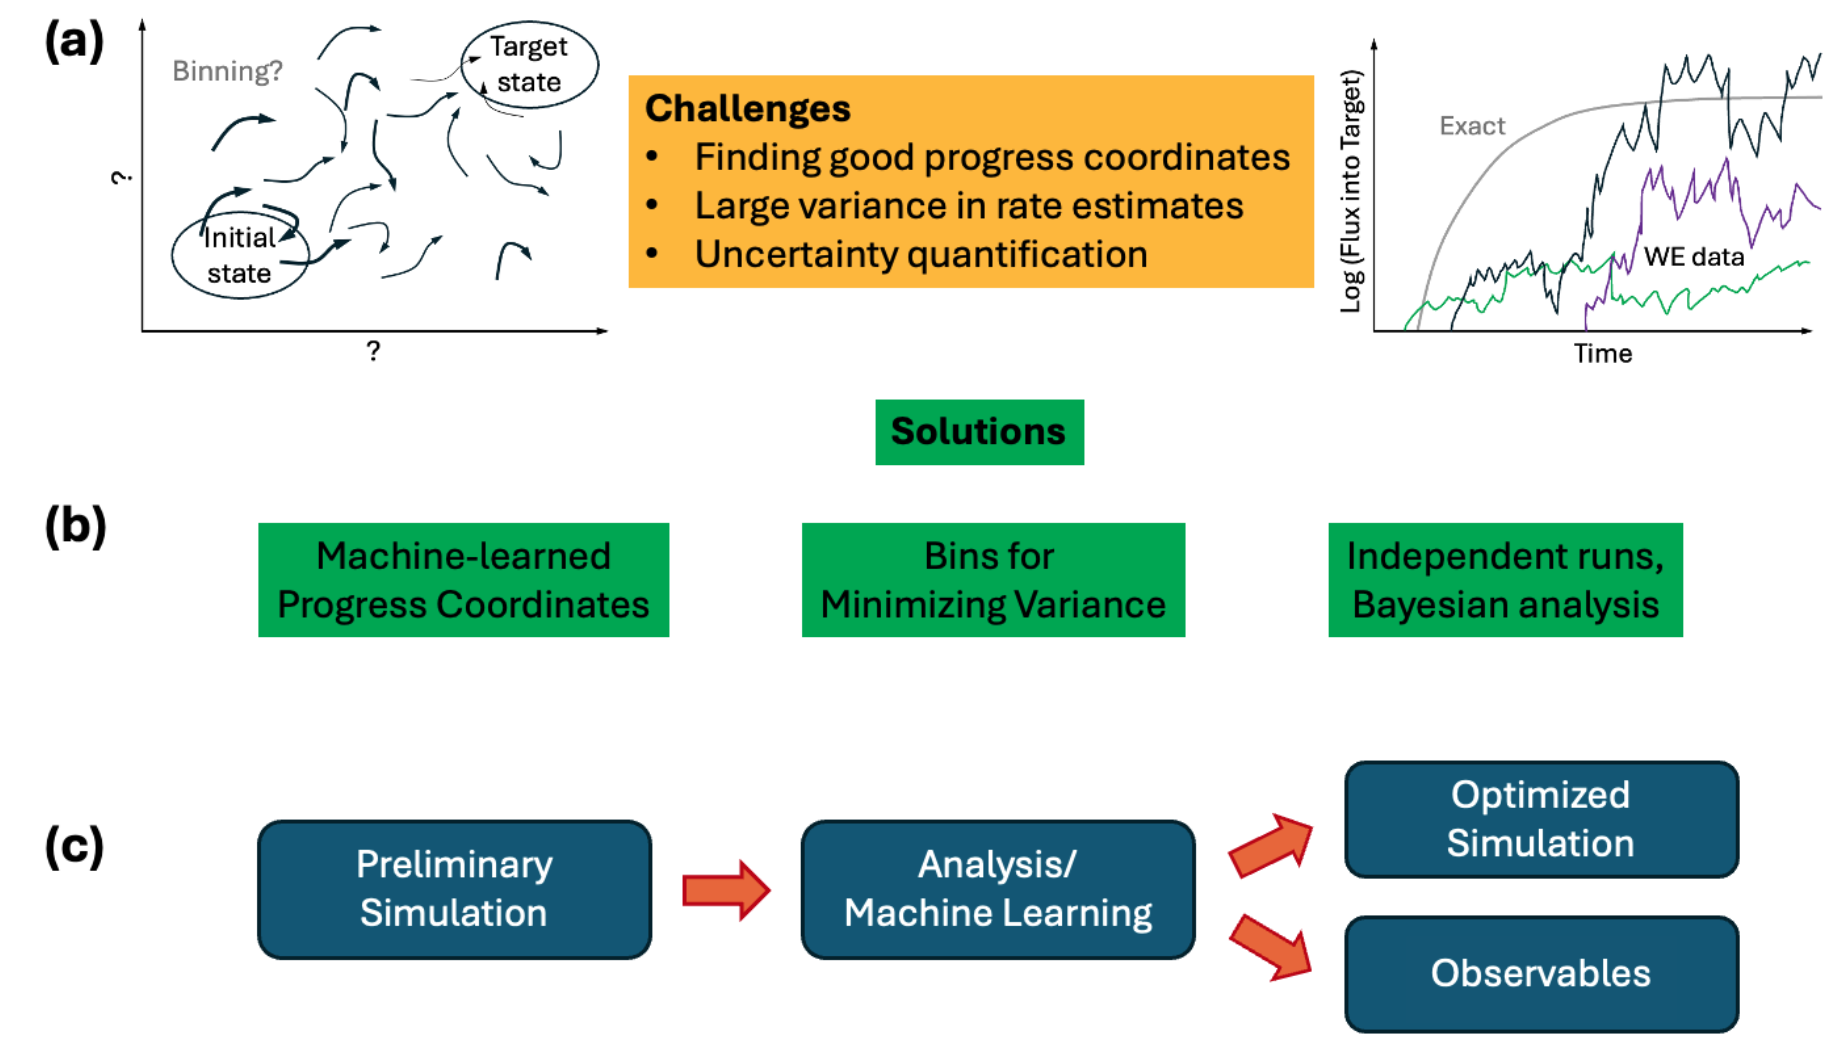 (a)
Binning?
Target
state
Initial
state
?
?
Challenges
• Finding good progress coordinates
• Large variance in rate estimates
• Uncertainty quantification
Log (Flux into Target)
Exact
WE data
Time
Solutions
(b)
Machine-learned
Progress Coordinates
Bins for
Minimizing Variance
Independent runs,
Bayesian analysis
(c)
Preliminary
Simulation
Analysis/
Machine Learning
Optimized
Simulation
Observables